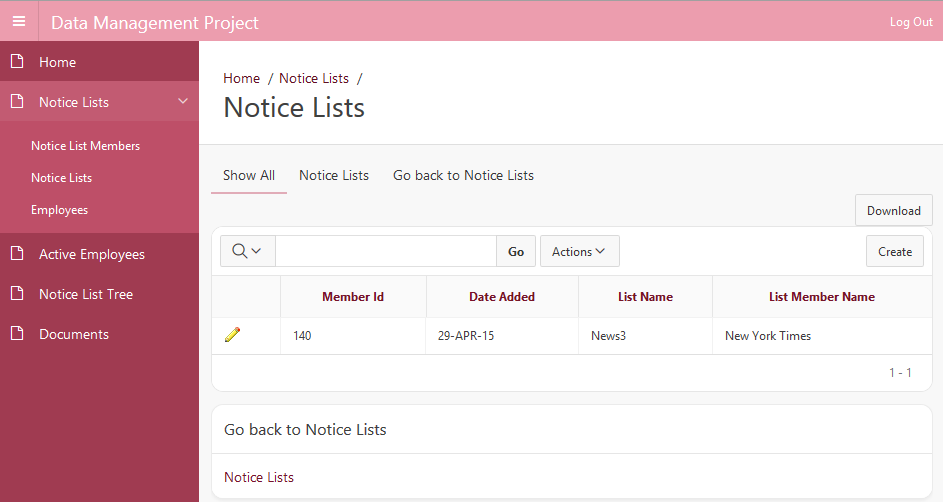 Data Management Project
Log Out
Home
Notice Lists
Notice List Members
Notice Lists
Employees
Active Employees
Notice List Tree
Documents
Home / Notice Lists /
Notice Lists
Show All Notice Lists Go back to Notice Lists
Download
Go Actions Create
Member Id Date Added List Name List Member Name
140 29-APR-15 News3 New York Times
1 - 1
Go back to Notice Lists
Notice Lists